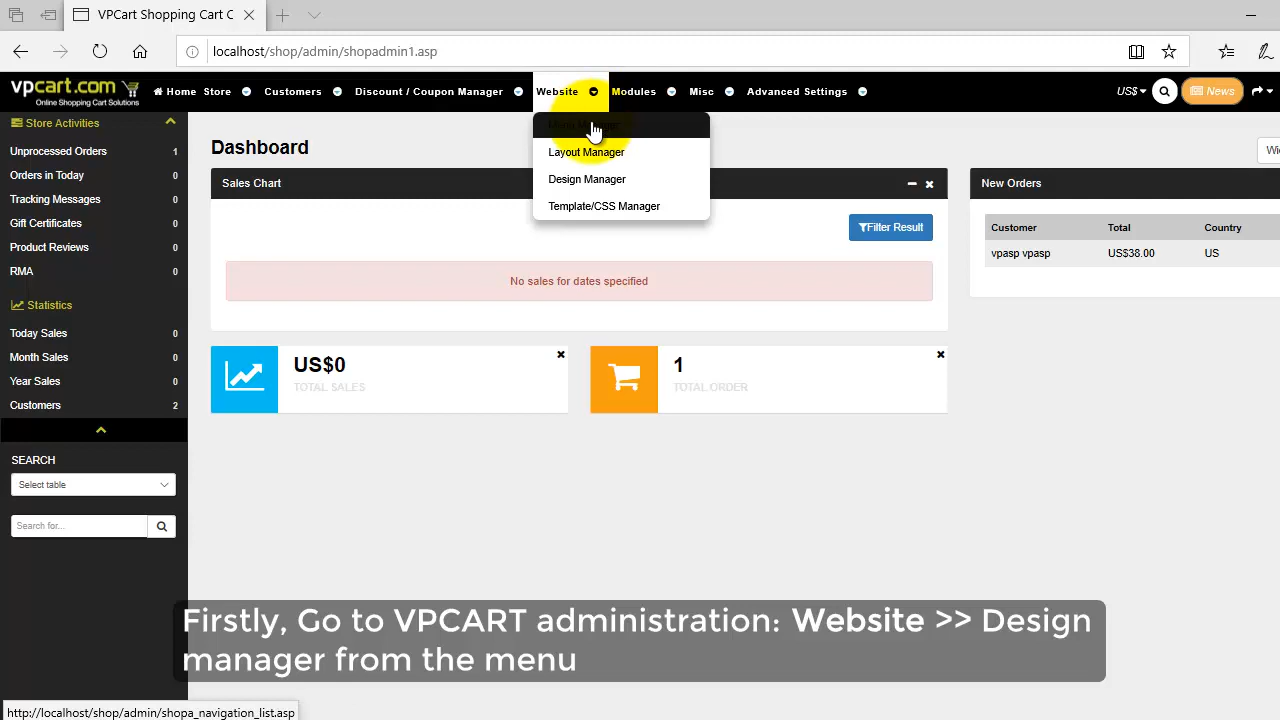 VPCart Shopping Cart C
localhost/shop/admin/shopadmin1.asp
vpcart.com
Online Shopping Cart Solutions
Home Store Customers Discount / Coupon Manager Website Modules Misc Advanced Settings US$ News
Menu Manager
Layout Manager
Design Manager
Template/CSS Manager
Store Activities
Unprocessed Orders 1
Orders in Today 0
Tracking Messages 0
Gift Certificates 0
Product Reviews 0
RMA 0
Statistics
Today Sales 0
Month Sales 0
Year Sales 0
Customers 2
SEARCH
Select table
Search for...
Dashboard
Wi
Sales Chart
Filter Result
No sales for dates specified
New Orders
Customer Total Country
vpasp vpasp US$38.00 US
US$0
TOTAL SALES
1
TOTAL ORDER
Firstly, Go to VPCART administration: Website >> Design
manager from the menu
http://localhost/shop/admin/shopa_navigation_list.asp